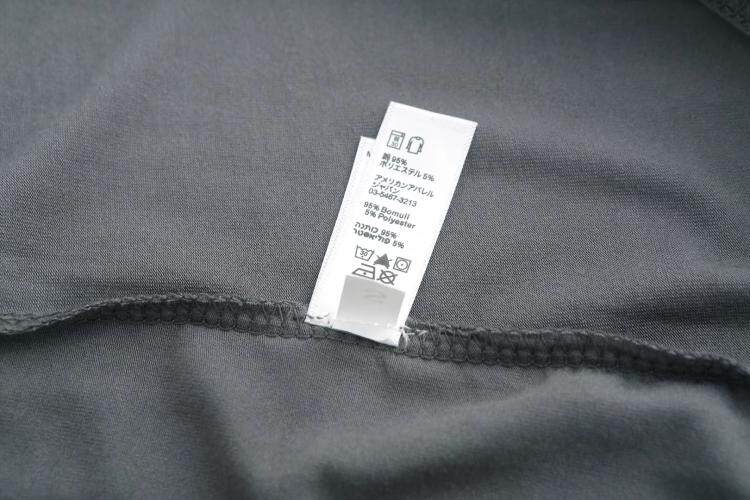 綿 95%
ポリエステル 5%
アメリカンアパレル
ジャパン
03-5467-3213
95% Bomull
5% Polyester
95% כותנה
5% פוליאסטר